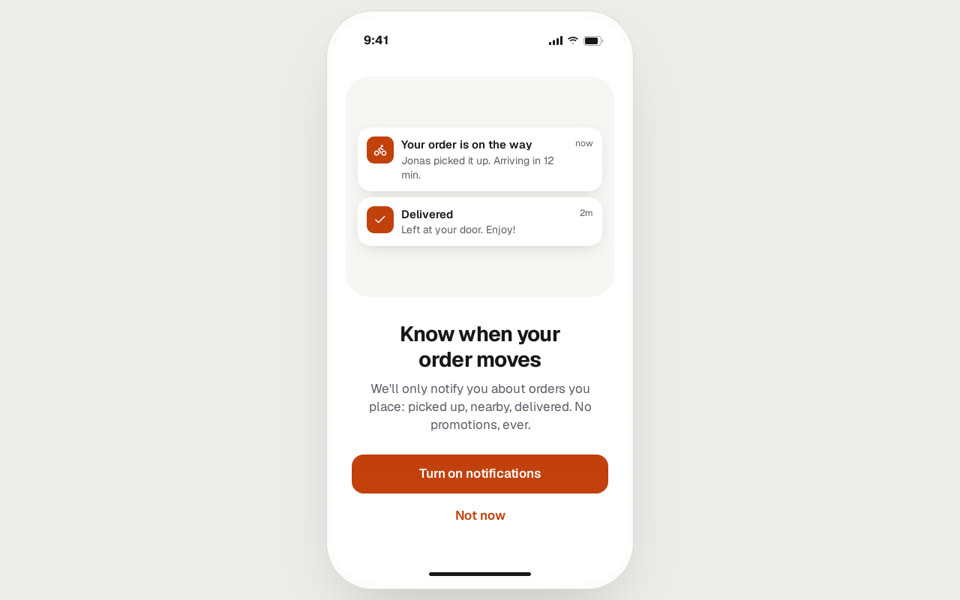 9:41
Your order is on the way
now
Jonas picked it up. Arriving in 12
min.
Delivered
2m
Left at your door. Enjoy!
Know when your
order moves
We'll only notify you about orders you
place: picked up, nearby, delivered. No
promotions, ever.
Turn on notifications
Not now